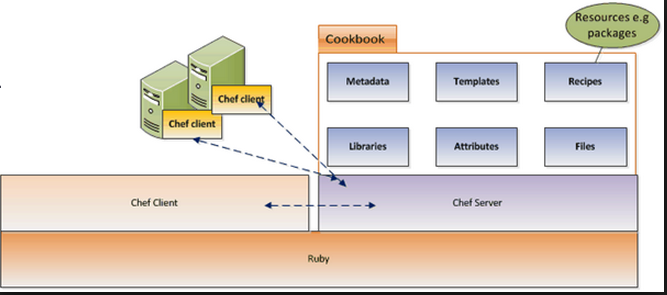 Resources e.g
packages
Cookbook
Metadata
Templates
Recipes
Chef client
Chef client
Libraries
Attributes
Files
Chef Client
Chef Server
Ruby